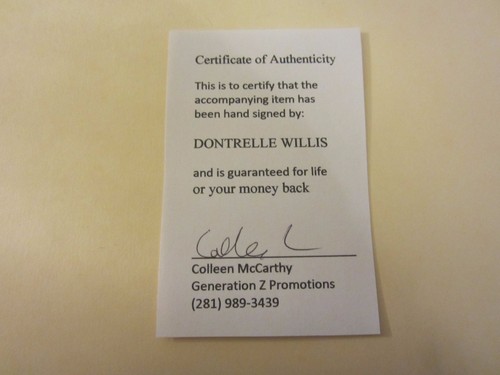 Certificate of Authenticity
This is to certify that the
accompanying item has
been hand signed by:
DONTRELLE WILLIS
and is guaranteed for life
or your money back
Colleen McCarthy
Generation Z Promotions
(281) 989-3439